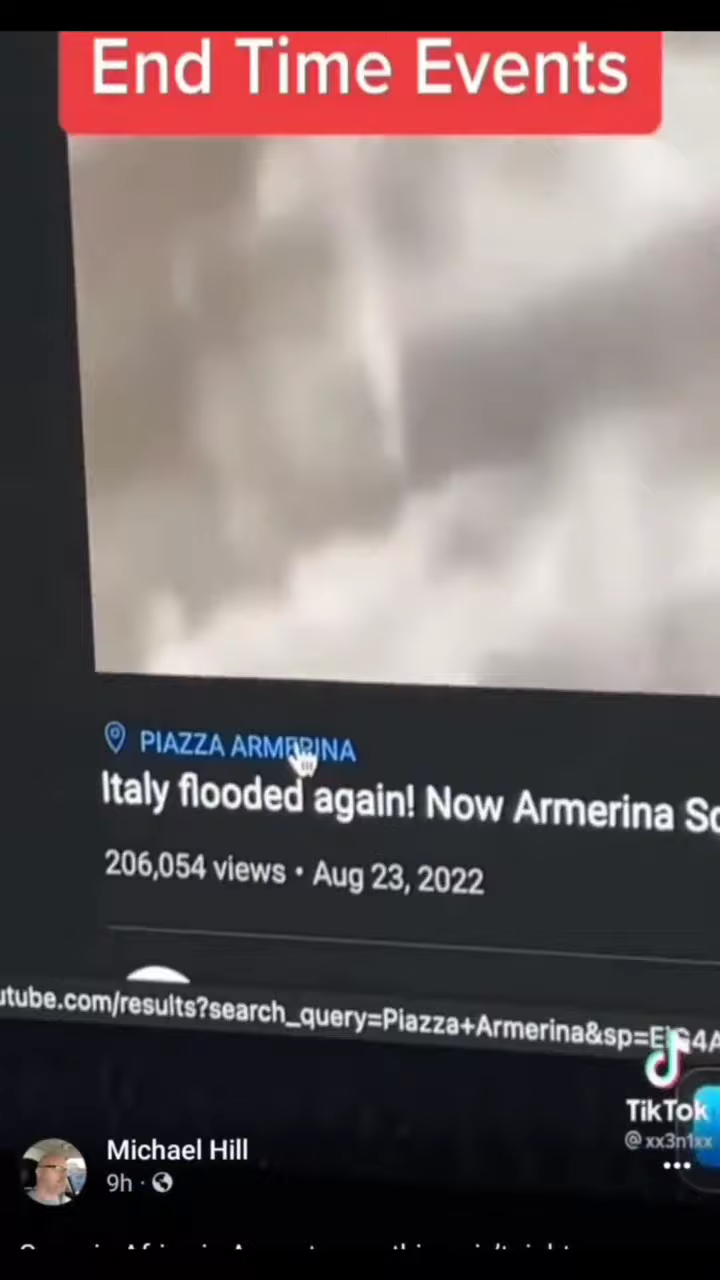 End Time Events
PIAZZA ARMERINA
Italy flooded again! Now Armerina
206,054 views • Aug 23, 2022
utube.com/results?search_query=Piazza+Armerina&sp=
TikTok
@xx3n1xx
Michael Hill
9h ·